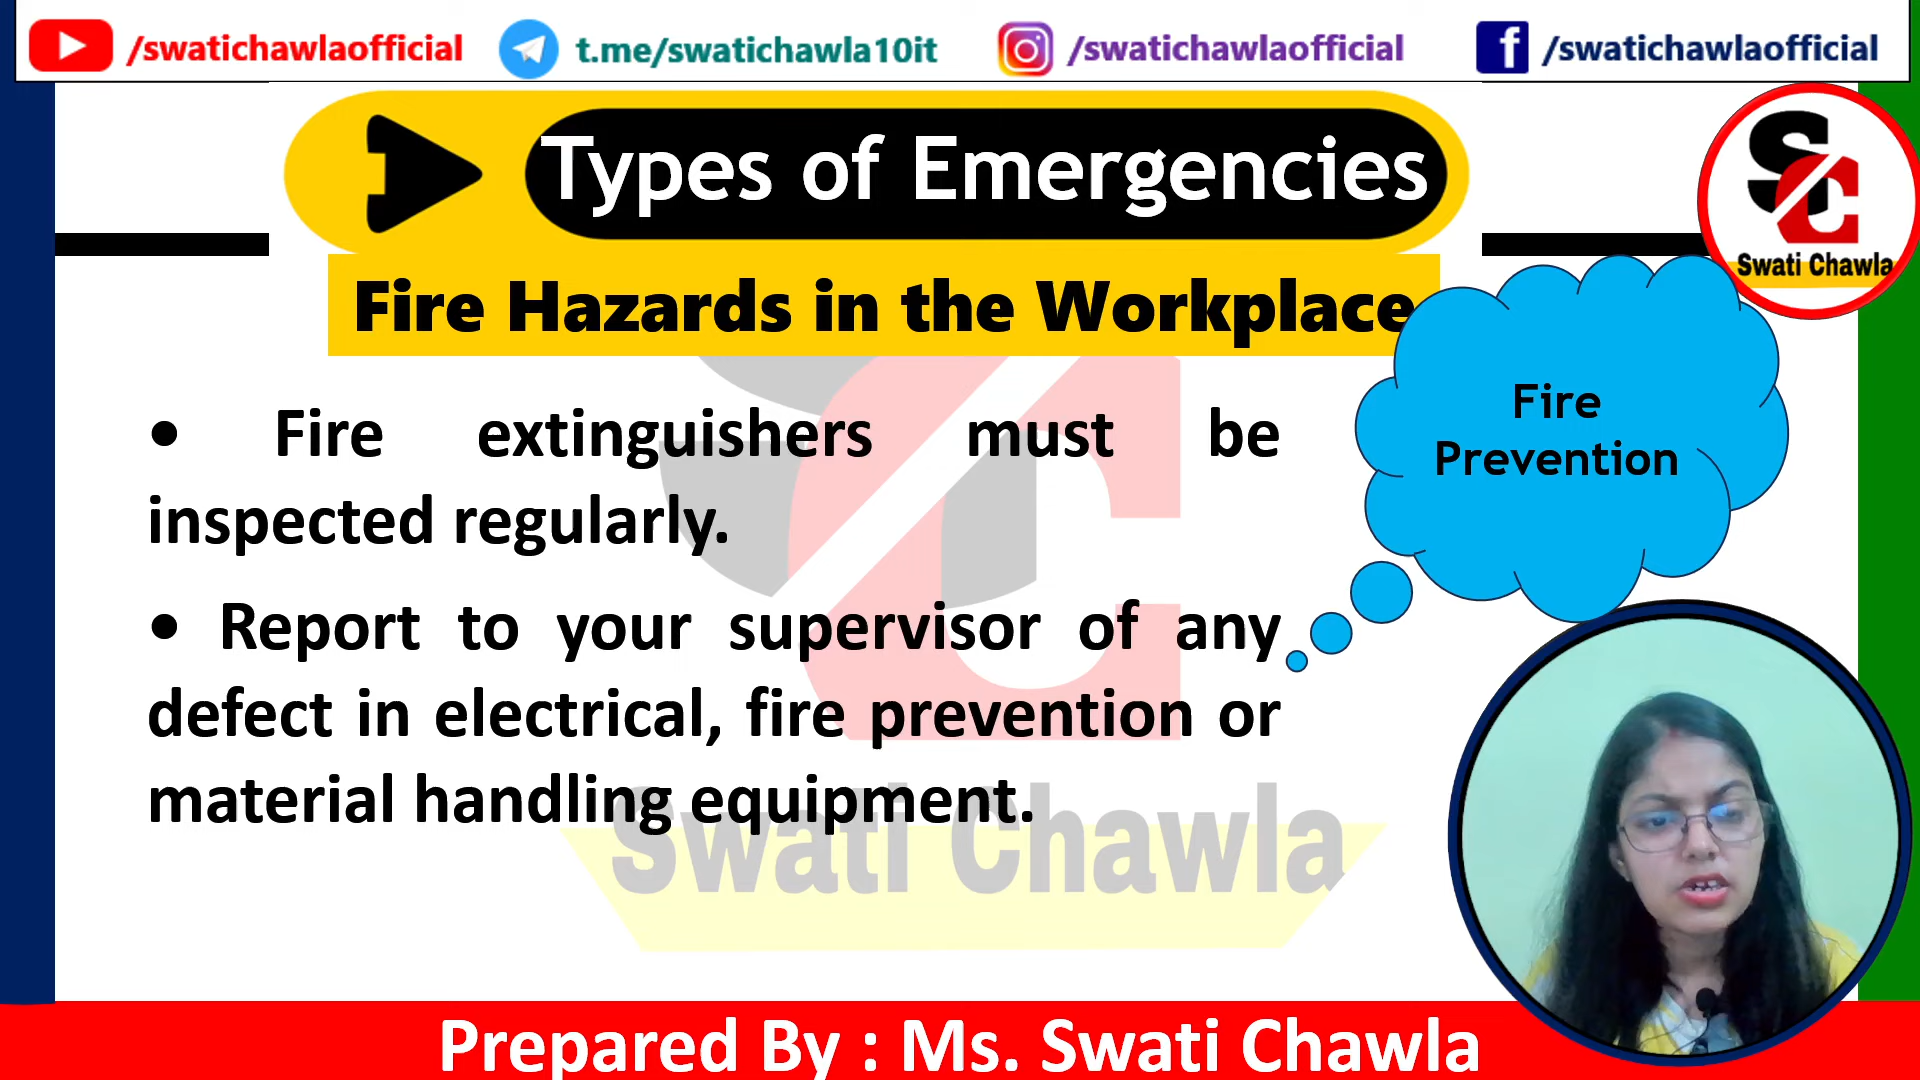 /swatichawlaofficial t.me/swatichawla10it /swatichawlaofficial f /swatichawlaofficial
Types of Emergencies
SC
Swati Chawla
Fire Hazards in the Workplace
Fire
Prevention
• Fire extinguishers must be
inspected regularly.
• Report to your supervisor of any
defect in electrical, fire prevention or
material handling equipment.
Swati Chawla
Prepared By : Ms. Swati Chawla